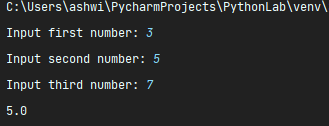 C:\Users\ashwi\PycharmProjects\PythonLab\venv\
Input first number: 3
Input second number: 5
Input third number: 7
5.0